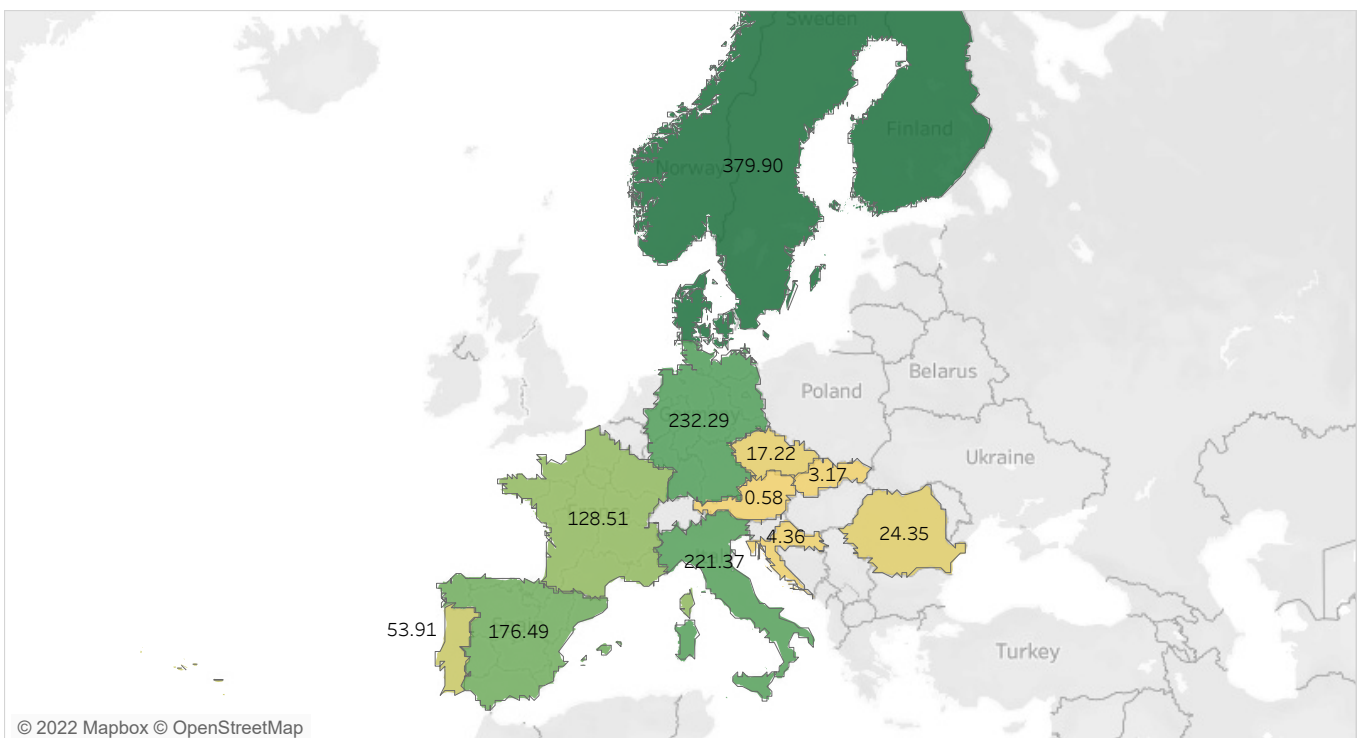 Sweden
Finland
Norway
379.90
Belarus
Poland
232.29
Ukraine
17.22
3.17
0.58
128.51
4.36
24.35
221.37
53.91
176.49
Turkey
© 2022 Mapbox © OpenStreetMap